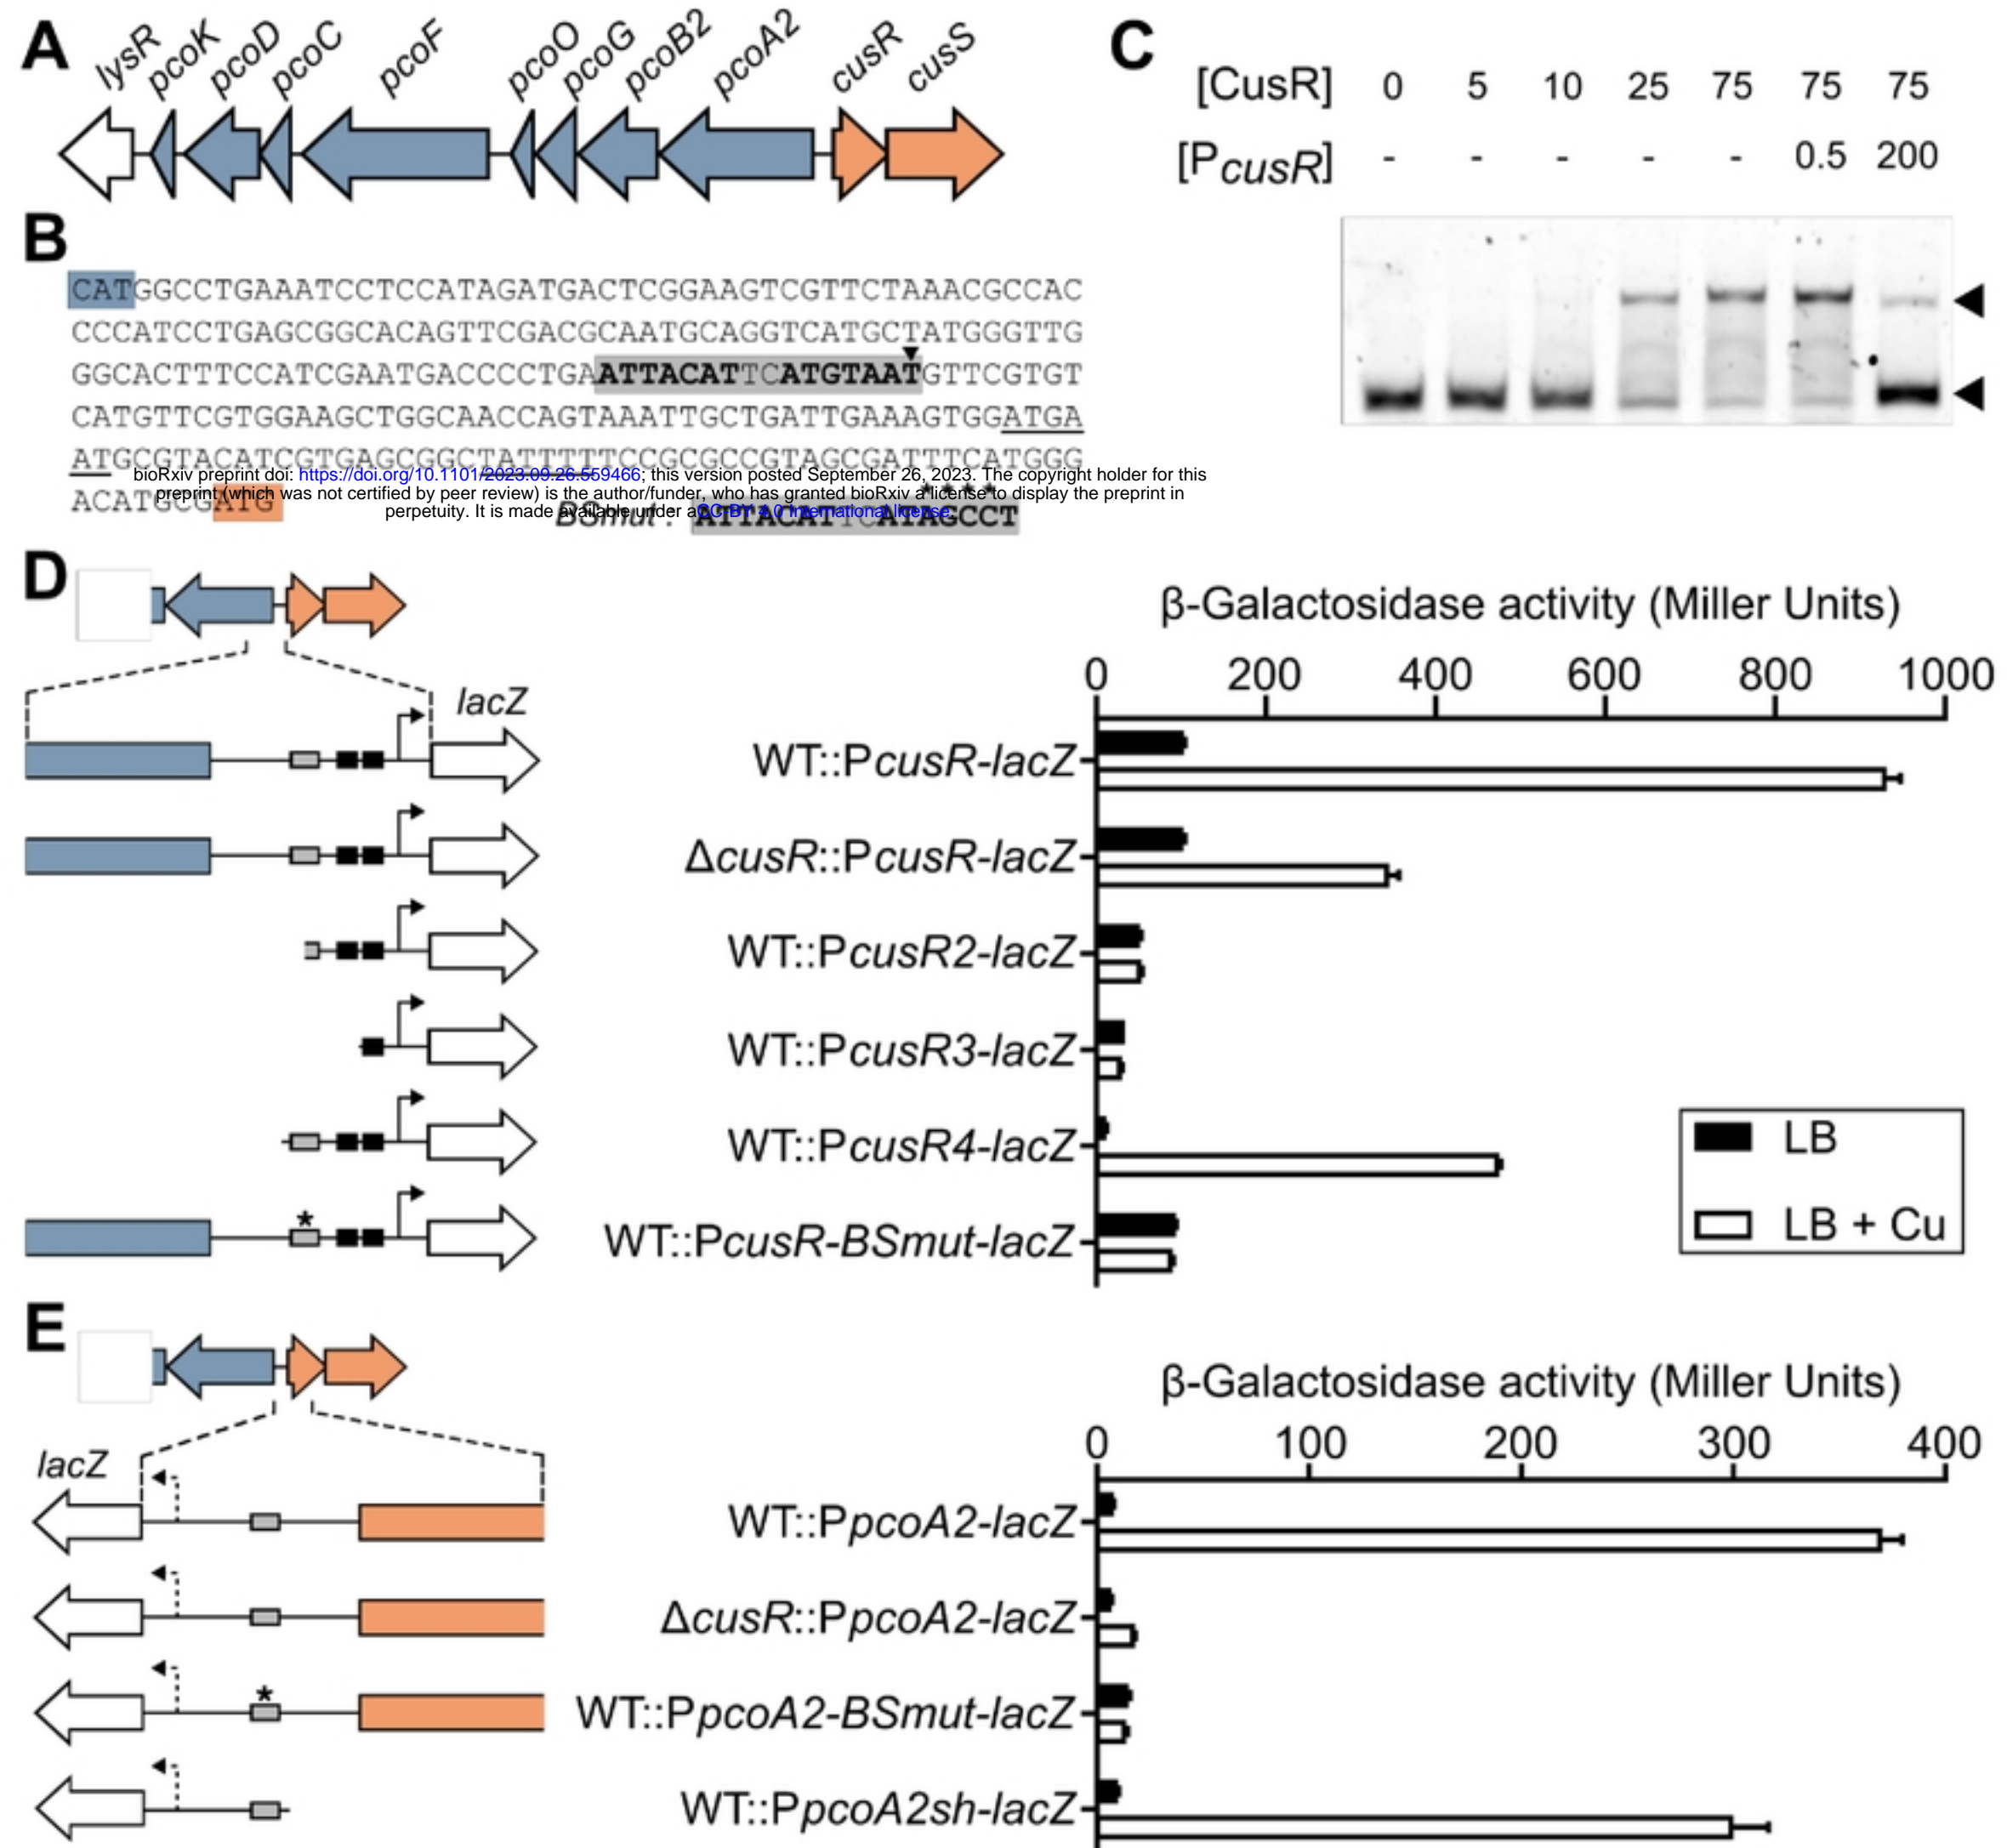 A
lysR pcoK pcoD pcoC pcoF pcoO pcoG pcoB2 pcoA2 cusR cusS
B
CATGGCCTGAAATCCTCCATAGATGACTCGGAAGTCGTTCTAAACGCCAC
CCCATCCTGAGCGGCACAGTTCGACGCAATGCAGGTCATGCTATGGGTTG
GGCACTTTCCATCGAATGACCCCTGAATTACATTCATGTAATGTTCGTGT
CATGTTCGTGGAAGCTGGCAACCAGTAAATTGCTGATTGAAAGTGGATGA
ATGCGTACATCGTGAGCGGCTATTTTTCCGCGCCGTAGCGATTTCATGGG
ACATGCGATG
bioRxiv preprint doi: https://doi.org/10.1101/2023.09.26.559466; this version posted September 26, 2023. The copyright holder for this
preprint (which was not certified by peer review) is the author/funder, who has granted bioRxiv a license to display the preprint in
perpetuity. It is made available under aCC-BY 4.0 International license.
****
BSmut : ATTACATTCATAGCCT
C
[CusR] 0 5 10 25 75 75 75
[PcusR] - - - - - 0.5 200
D
lacZ
*
β-Galactosidase activity (Miller Units)
0 200 400 600 800 1000
WT::PcusR-lacZ
ΔcusR::PcusR-lacZ
WT::PcusR2-lacZ
WT::PcusR3-lacZ
WT::PcusR4-lacZ
WT::PcusR-BSmut-lacZ
LB
LB + Cu
E
lacZ
*
β-Galactosidase activity (Miller Units)
0 100 200 300 400
WT::PpcoA2-lacZ
ΔcusR::PpcoA2-lacZ
WT::PpcoA2-BSmut-lacZ
WT::PpcoA2sh-lacZ